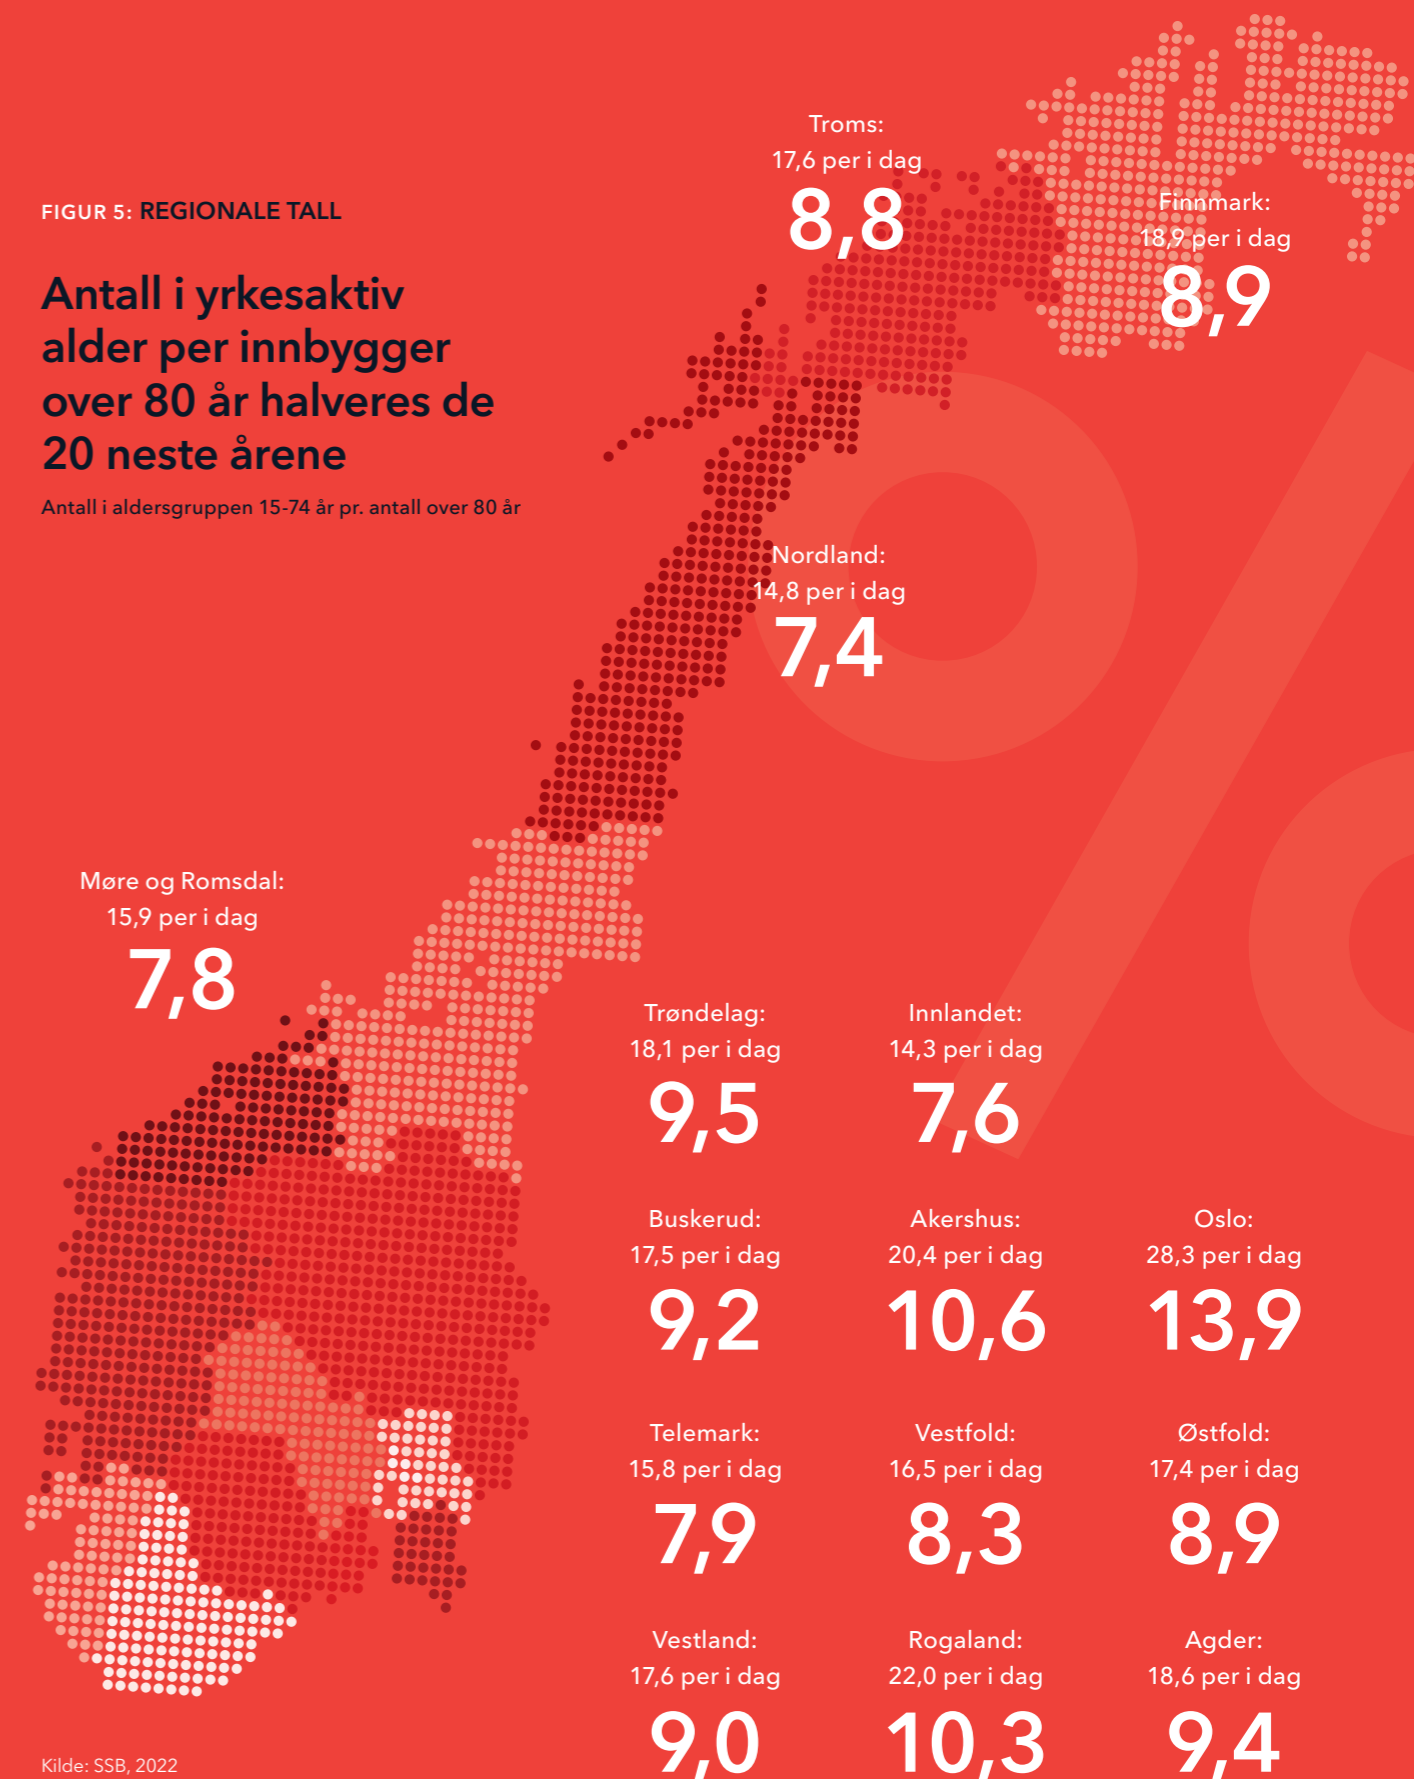 FIGUR 5: REGIONALE TALL
Antall i yrkesaktiv
alder per innbygger
over 80 år halveres de
20 neste årene
Antall i aldersgruppen 15-74 år pr. antall over 80 år
Troms:
17,6 per i dag
8,8
Finnmark:
18,9 per i dag
8,9
Nordland:
14,8 per i dag
7,4
Møre og Romsdal:
15,9 per i dag
7,8
Trøndelag:
18,1 per i dag
9,5
Innlandet:
14,3 per i dag
7,6
Buskerud:
17,5 per i dag
9,2
Akershus:
20,4 per i dag
10,6
Oslo:
28,3 per i dag
13,9
Telemark:
15,8 per i dag
7,9
Vestfold:
16,5 per i dag
8,3
Østfold:
17,4 per i dag
8,9
Vestland:
17,6 per i dag
9,0
Rogaland:
22,0 per i dag
10,3
Agder:
18,6 per i dag
9,4
Kilde: SSB, 2022
%